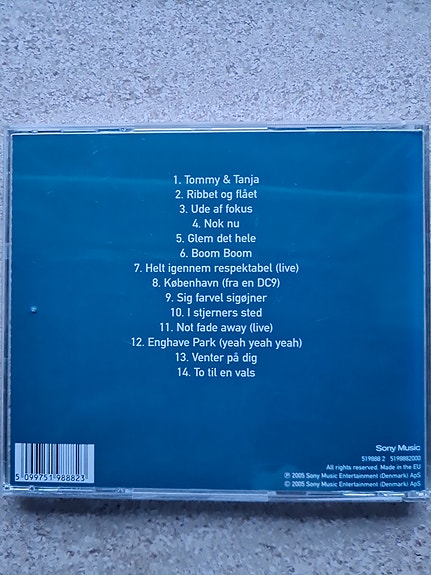 1. Tommy & Tanja
2. Ribbet og flået
3. Ude af fokus
4. Nok nu
5. Glem det hele
6. Boom Boom
7. Helt igennem respektabel (live)
8. København (fra en DC9)
9. Sig farvel sigøjner
10. I stjerners sted
11. Not fade away (live)
12. Enghave Park (yeah yeah yeah)
13. Venter på dig
14. To til en vals
Sony Music
519888 2 5198882000
All rights reserved. Made in the EU
℗ 2005 Sony Music Entertainment (Denmark) ApS
© 2005 Sony Music Entertainment (Denmark) ApS
5 099751 988823